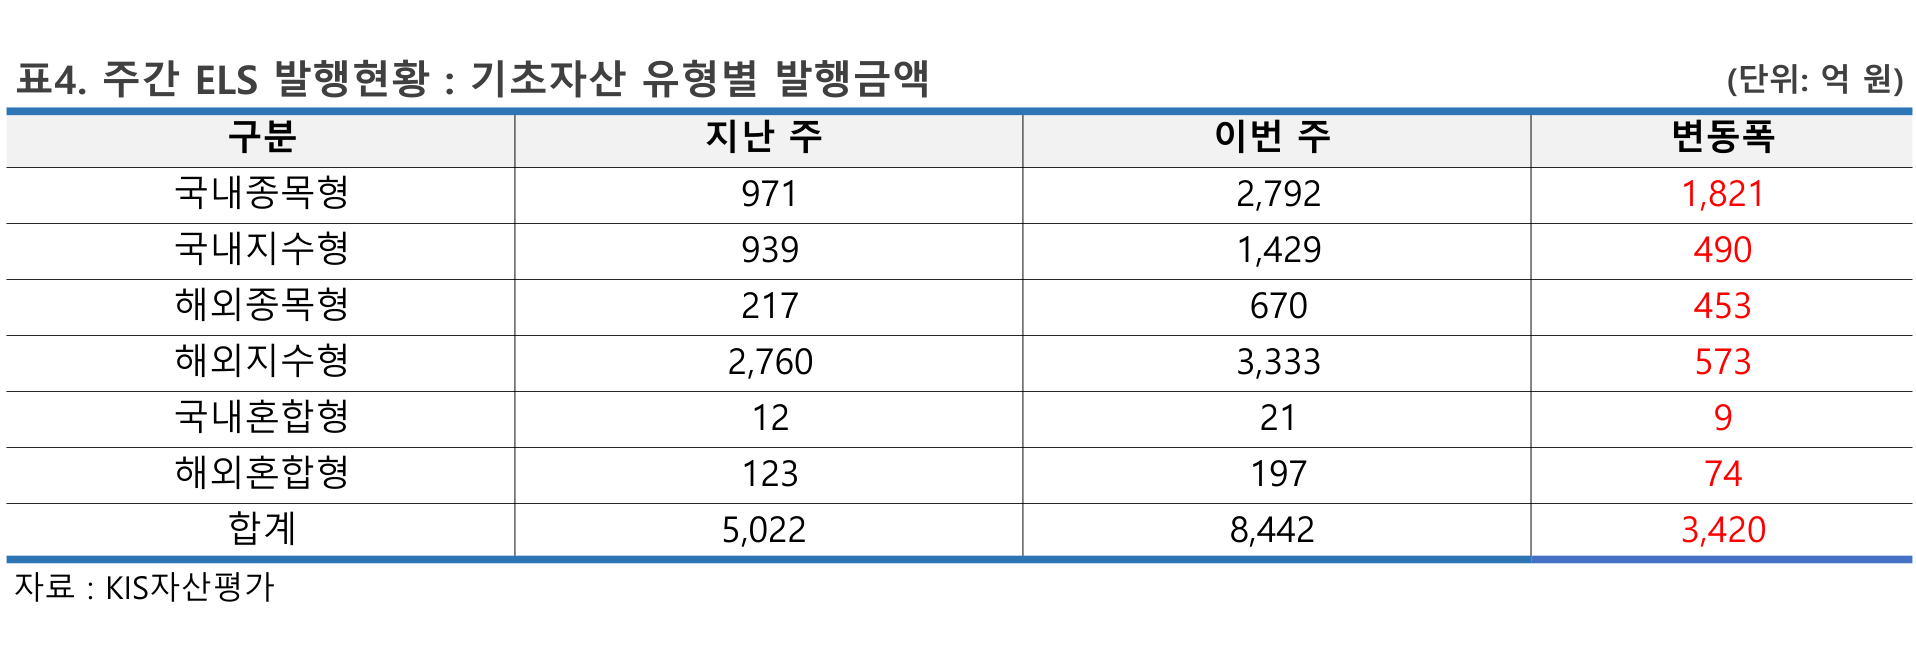 표4. 주간 ELS 발행현황 : 기초자산 유형별 발행금액 (단위: 억 원)
구분 지난 주 이번 주 변동폭
국내종목형 971 2,792 1,821
국내지수형 939 1,429 490
해외종목형 217 670 453
해외지수형 2,760 3,333 573
국내혼합형 12 21 9
해외혼합형 123 197 74
합계 5,022 8,442 3,420
자료 : KIS자산평가